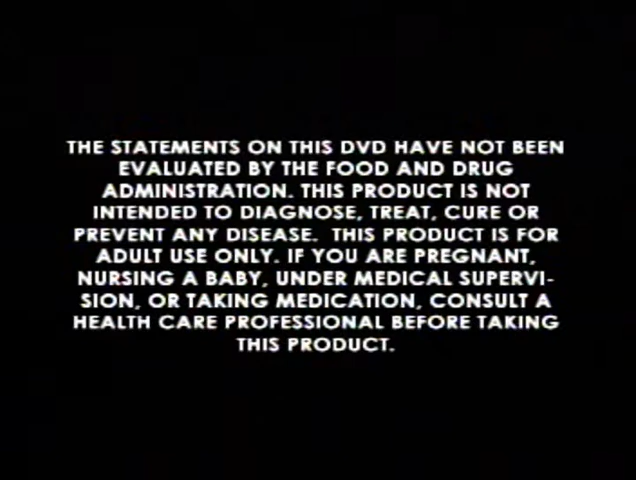 THE STATEMENTS ON THIS DVD HAVE NOT BEEN
EVALUATED BY THE FOOD AND DRUG
ADMINISTRATION. THIS PRODUCT IS NOT
INTENDED TO DIAGNOSE, TREAT, CURE OR
PREVENT ANY DISEASE. THIS PRODUCT IS FOR
ADULT USE ONLY. IF YOU ARE PREGNANT,
NURSING A BABY, UNDER MEDICAL SUPERVI-
SION, OR TAKING MEDICATION, CONSULT A
HEALTH CARE PROFESSIONAL BEFORE TAKING
THIS PRODUCT.